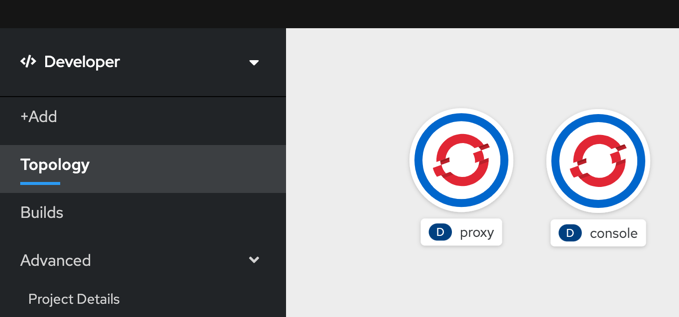 </> Developer
+Add
Topology
Builds
Advanced
Project Details
D proxy
D console